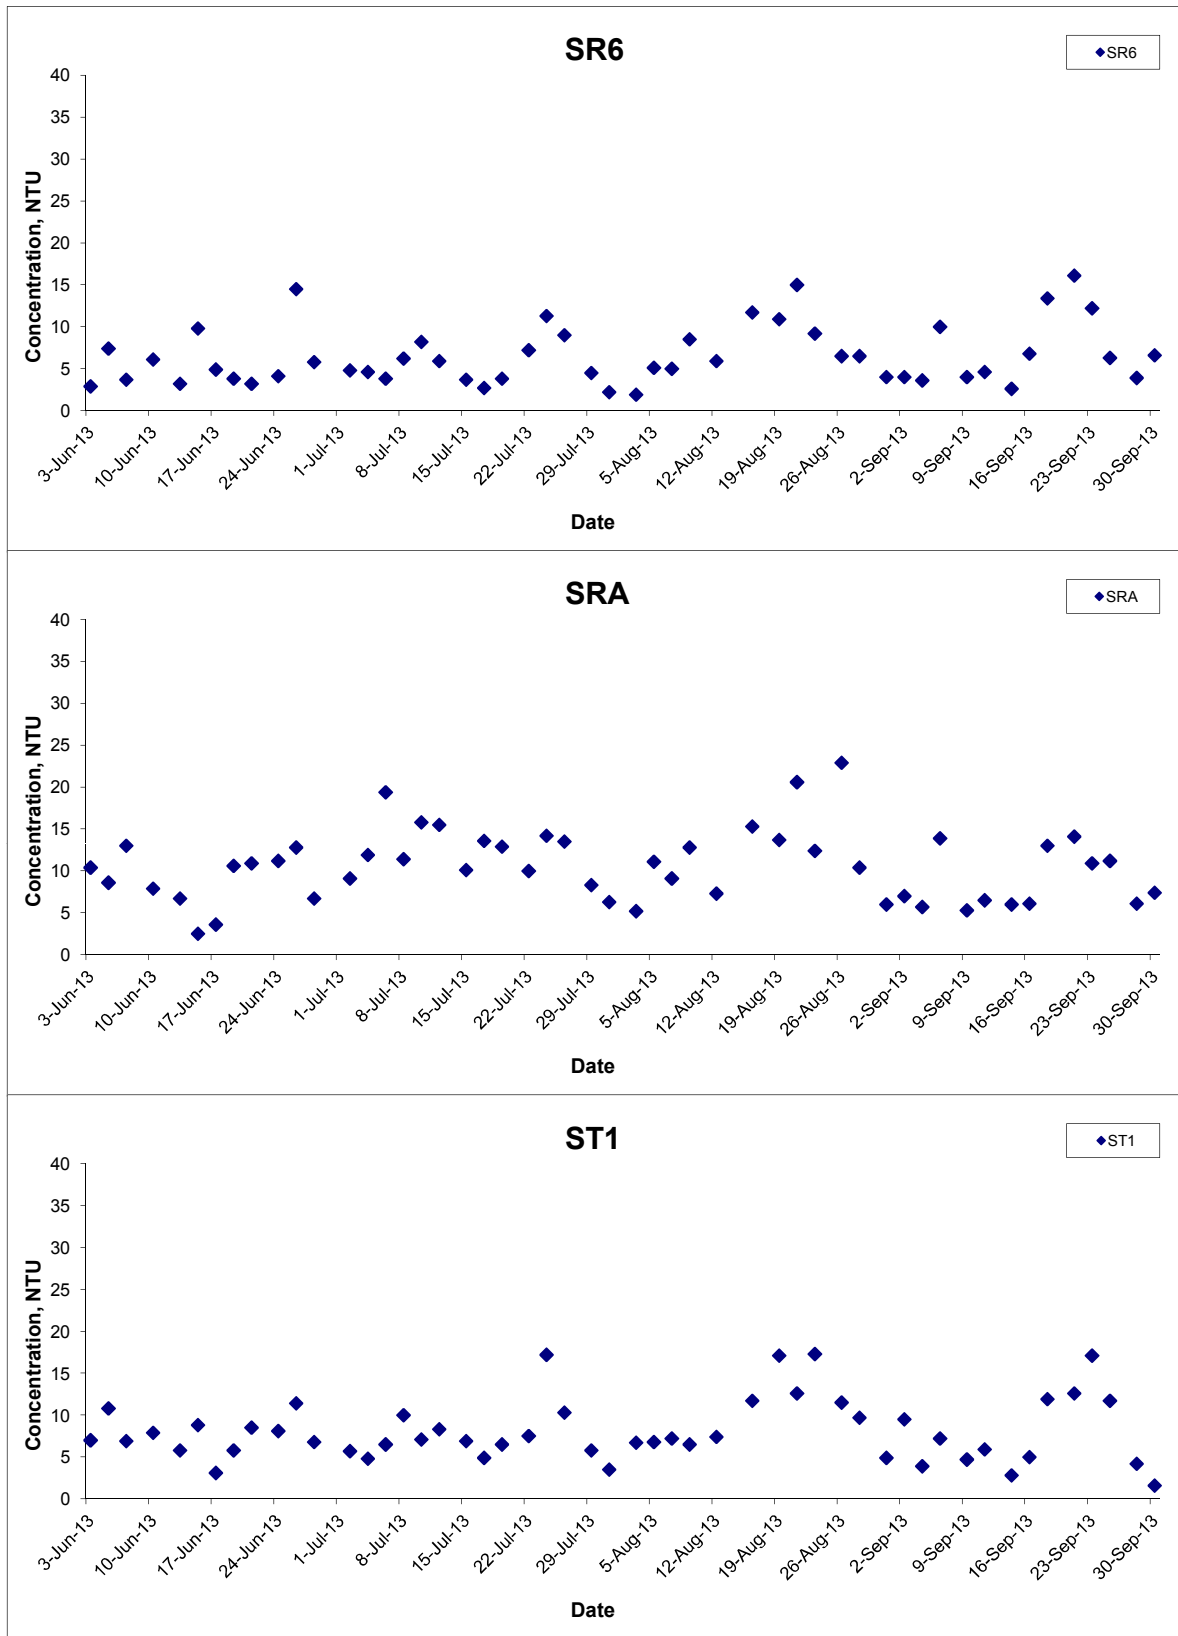 SR6
SR6
Concentration, NTU
40
35
30
25
20
15
10
5
0
3-Jun-13
10-Jun-13
17-Jun-13
24-Jun-13
1-Jul-13
8-Jul-13
15-Jul-13
22-Jul-13
29-Jul-13
5-Aug-13
12-Aug-13
19-Aug-13
26-Aug-13
2-Sep-13
9-Sep-13
16-Sep-13
23-Sep-13
30-Sep-13
Date
SRA
SRA
Concentration, NTU
40
35
30
25
20
15
10
5
0
3-Jun-13
10-Jun-13
17-Jun-13
24-Jun-13
1-Jul-13
8-Jul-13
15-Jul-13
22-Jul-13
29-Jul-13
5-Aug-13
12-Aug-13
19-Aug-13
26-Aug-13
2-Sep-13
9-Sep-13
16-Sep-13
23-Sep-13
30-Sep-13
Date
ST1
ST1
Concentration, NTU
40
35
30
25
20
15
10
5
0
3-Jun-13
10-Jun-13
17-Jun-13
24-Jun-13
1-Jul-13
8-Jul-13
15-Jul-13
22-Jul-13
29-Jul-13
5-Aug-13
12-Aug-13
19-Aug-13
26-Aug-13
2-Sep-13
9-Sep-13
16-Sep-13
23-Sep-13
30-Sep-13
Date